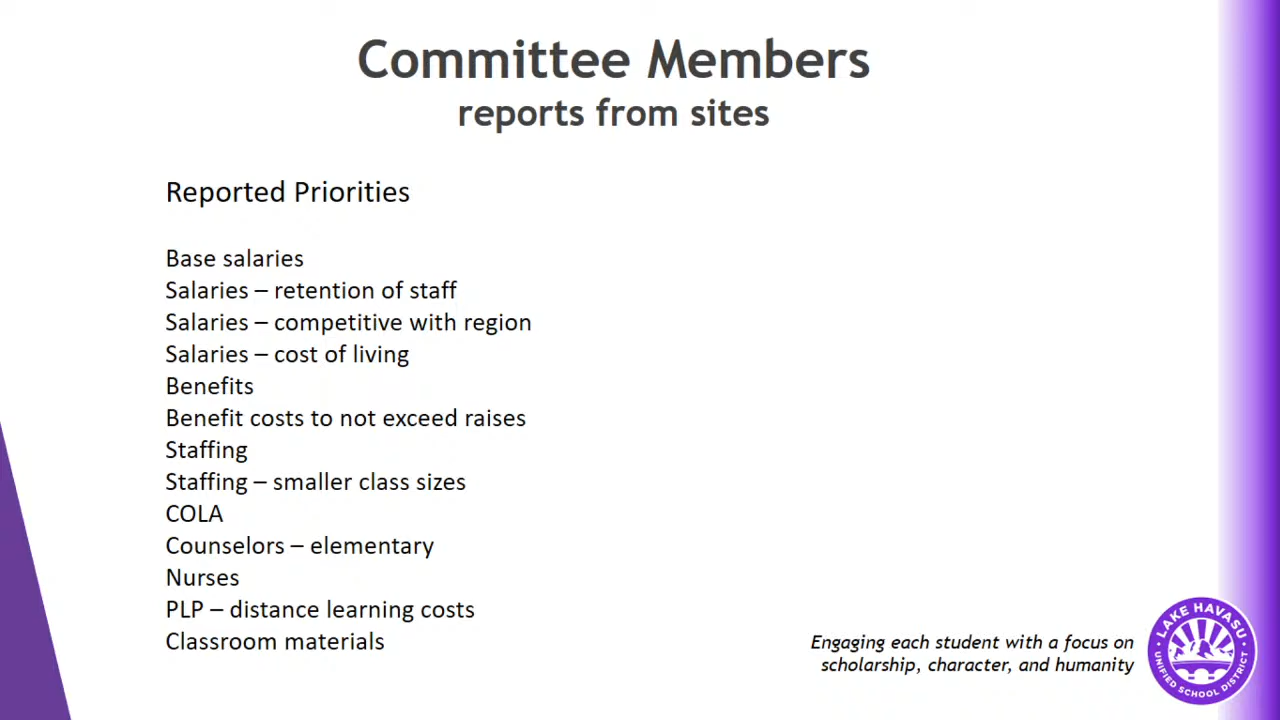 Committee Members
reports from sites
Reported Priorities
Base salaries
Salaries – retention of staff
Salaries – competitive with region
Salaries – cost of living
Benefits
Benefit costs to not exceed raises
Staffing
Staffing – smaller class sizes
COLA
Counselors – elementary
Nurses
PLP – distance learning costs
Classroom materials
Engaging each student with a focus on
scholarship, character, and humanity
LAKE HAVASU
UNIFIED SCHOOL DISTRICT